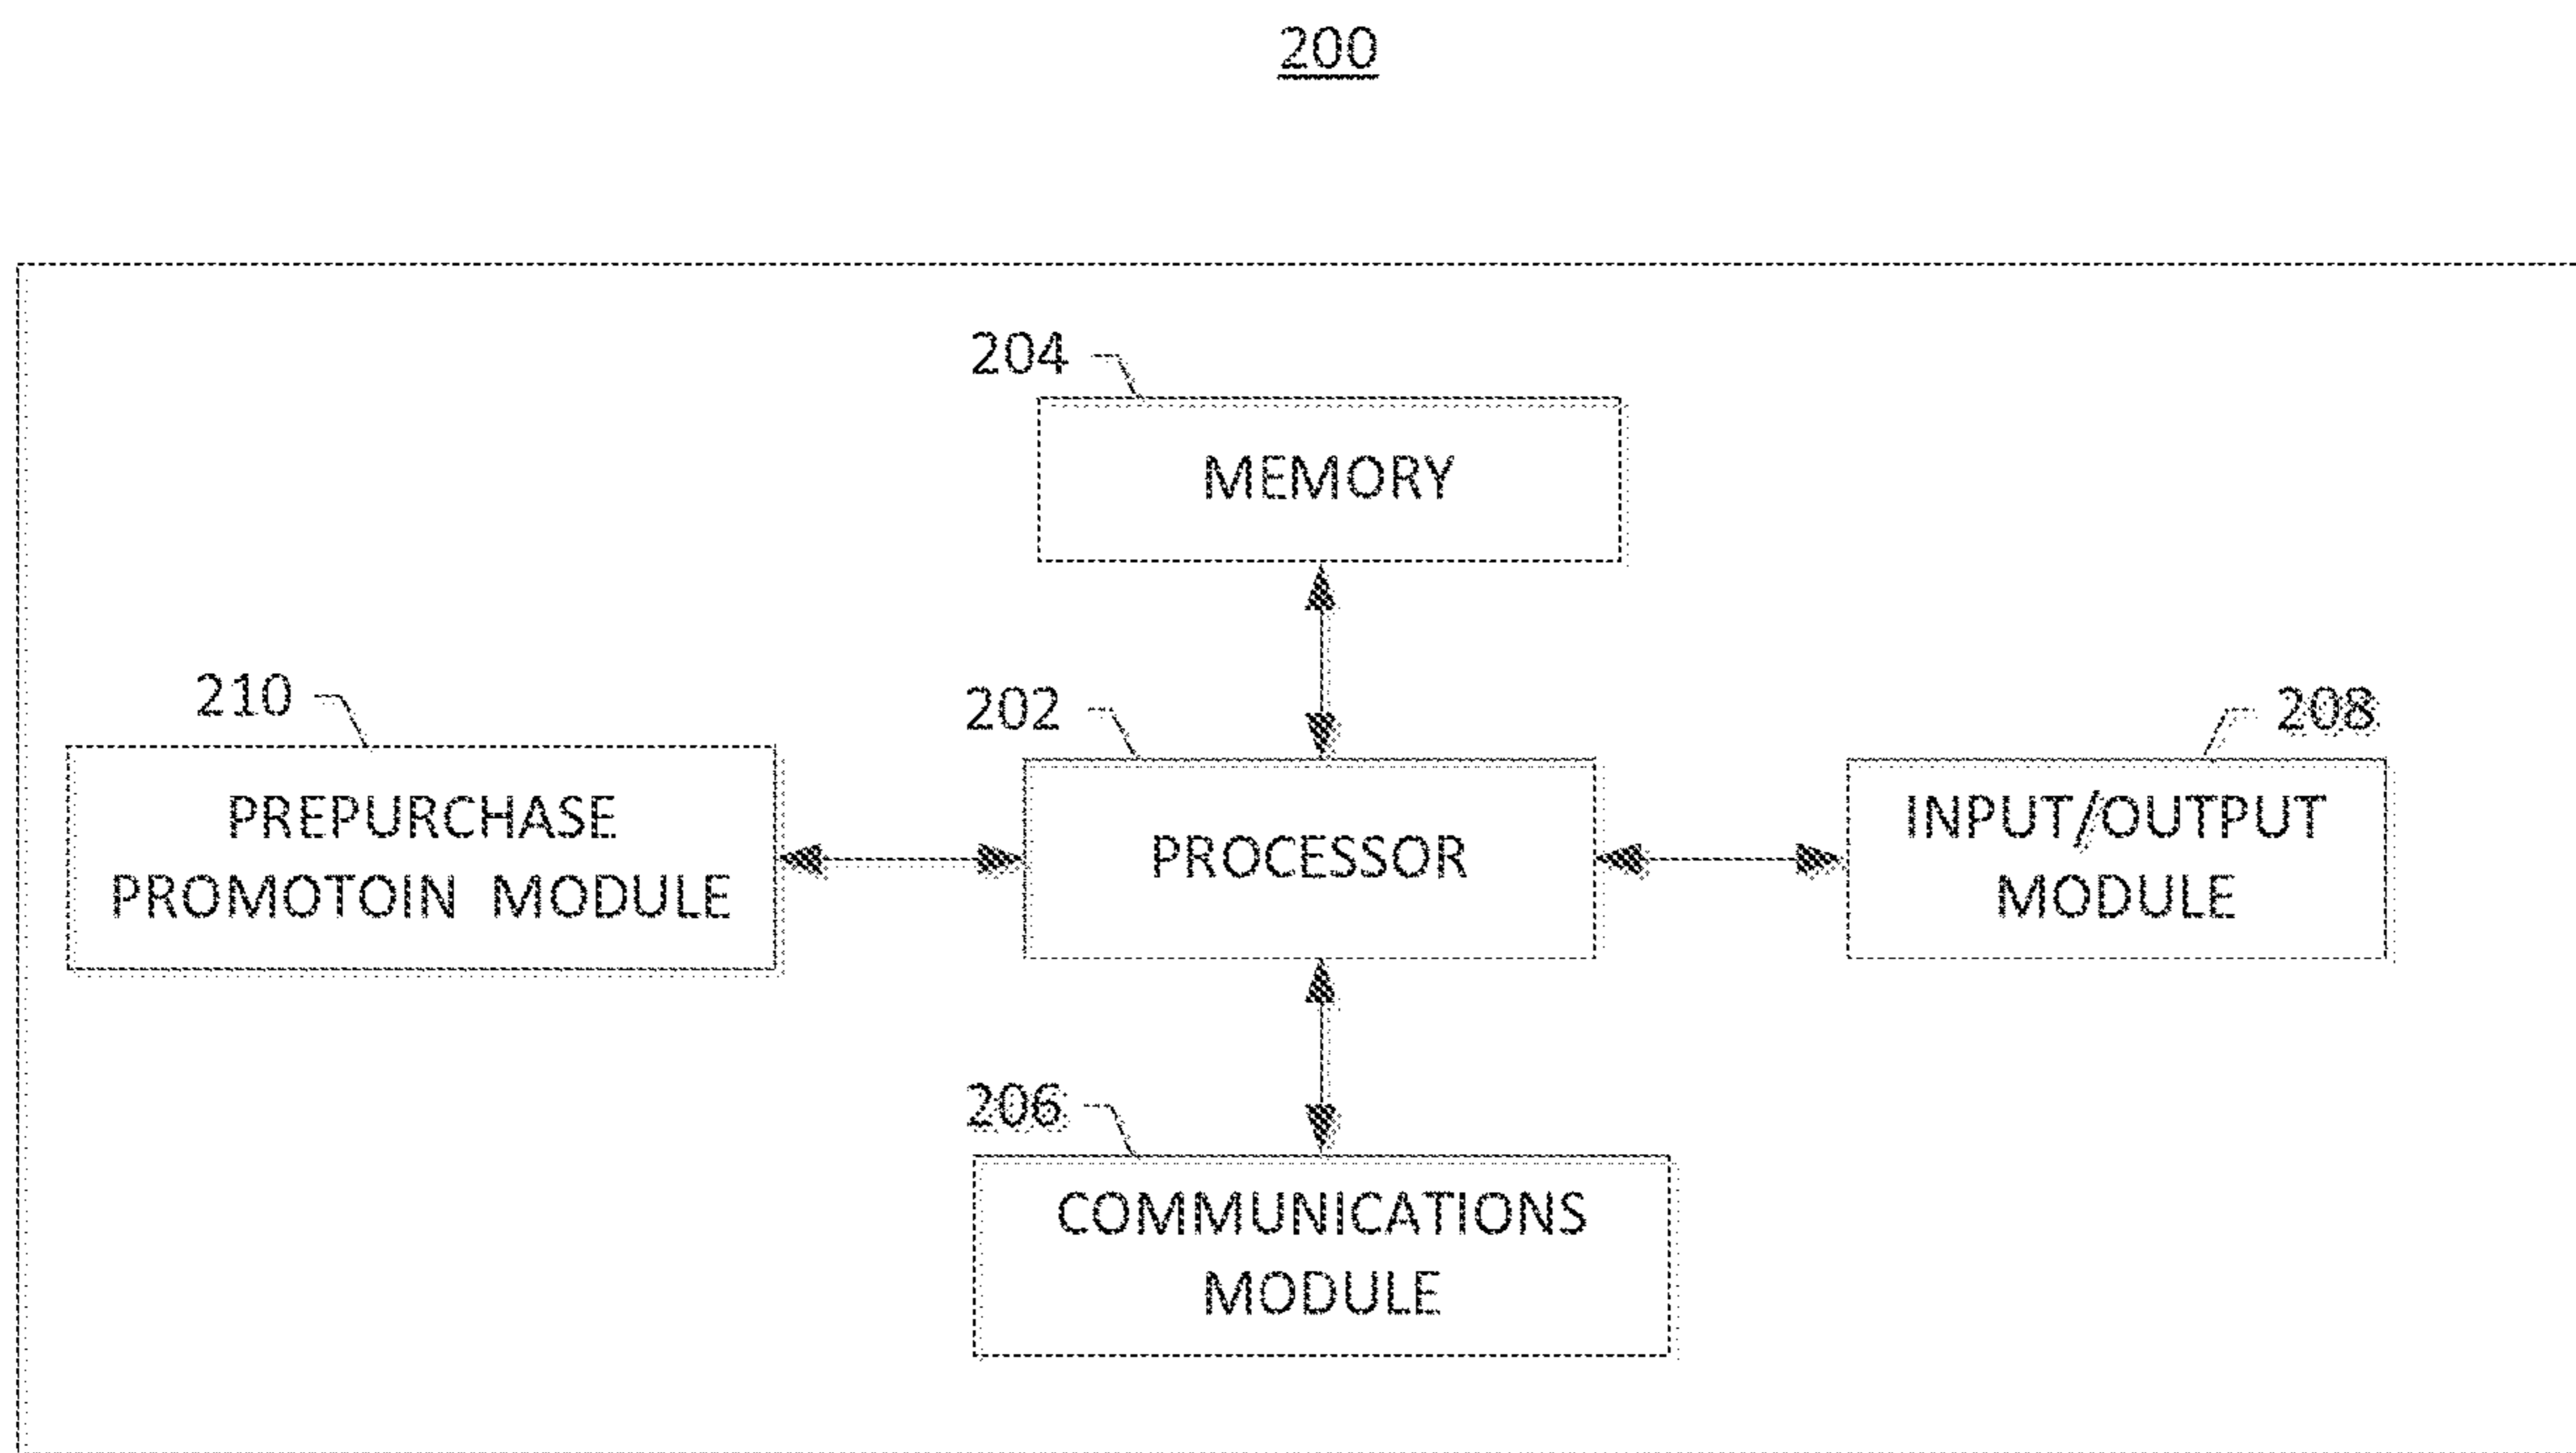 200
204
MEMORY
210
202
208
PREPURCHASE
PROMOTOIN MODULE
PROCESSOR
INPUT/OUTPUT
MODULE
206
COMMUNICATIONS
MODULE